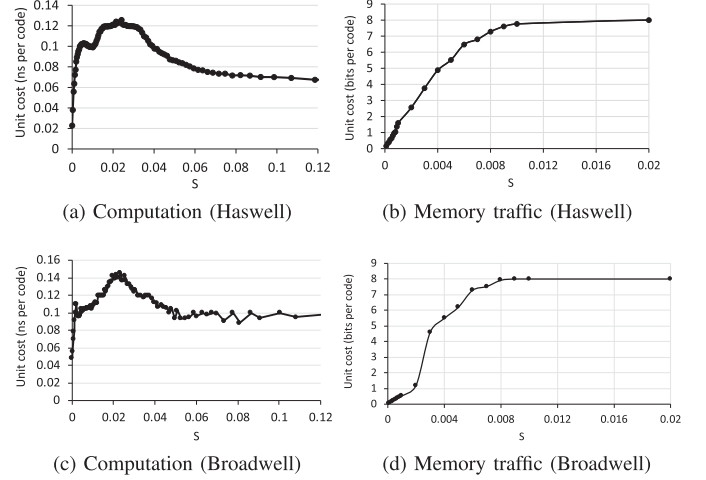 0.14
0.12
0.1
0.08
0.06
0.04
0.02
0
Unit cost (ns per code)
0 0.02 0.04 0.06 0.08 0.1 0.12
S
(a) Computation (Haswell)
9
8
7
6
5
4
3
2
1
0
Unit cost (bits per code)
0 0.004 0.008 0.012 0.016 0.02
S
(b) Memory traffic (Haswell)
0.16
0.14
0.12
0.1
0.08
0.06
0.04
0.02
0
Unit cost (ns per code)
0 0.02 0.04 0.06 0.08 0.1 0.12
S
(c) Computation (Broadwell)
9
8
7
6
5
4
3
2
1
0
Unit cost (bits per code)
0 0.004 0.008 0.012 0.016 0.02
S
(d) Memory traffic (Broadwell)